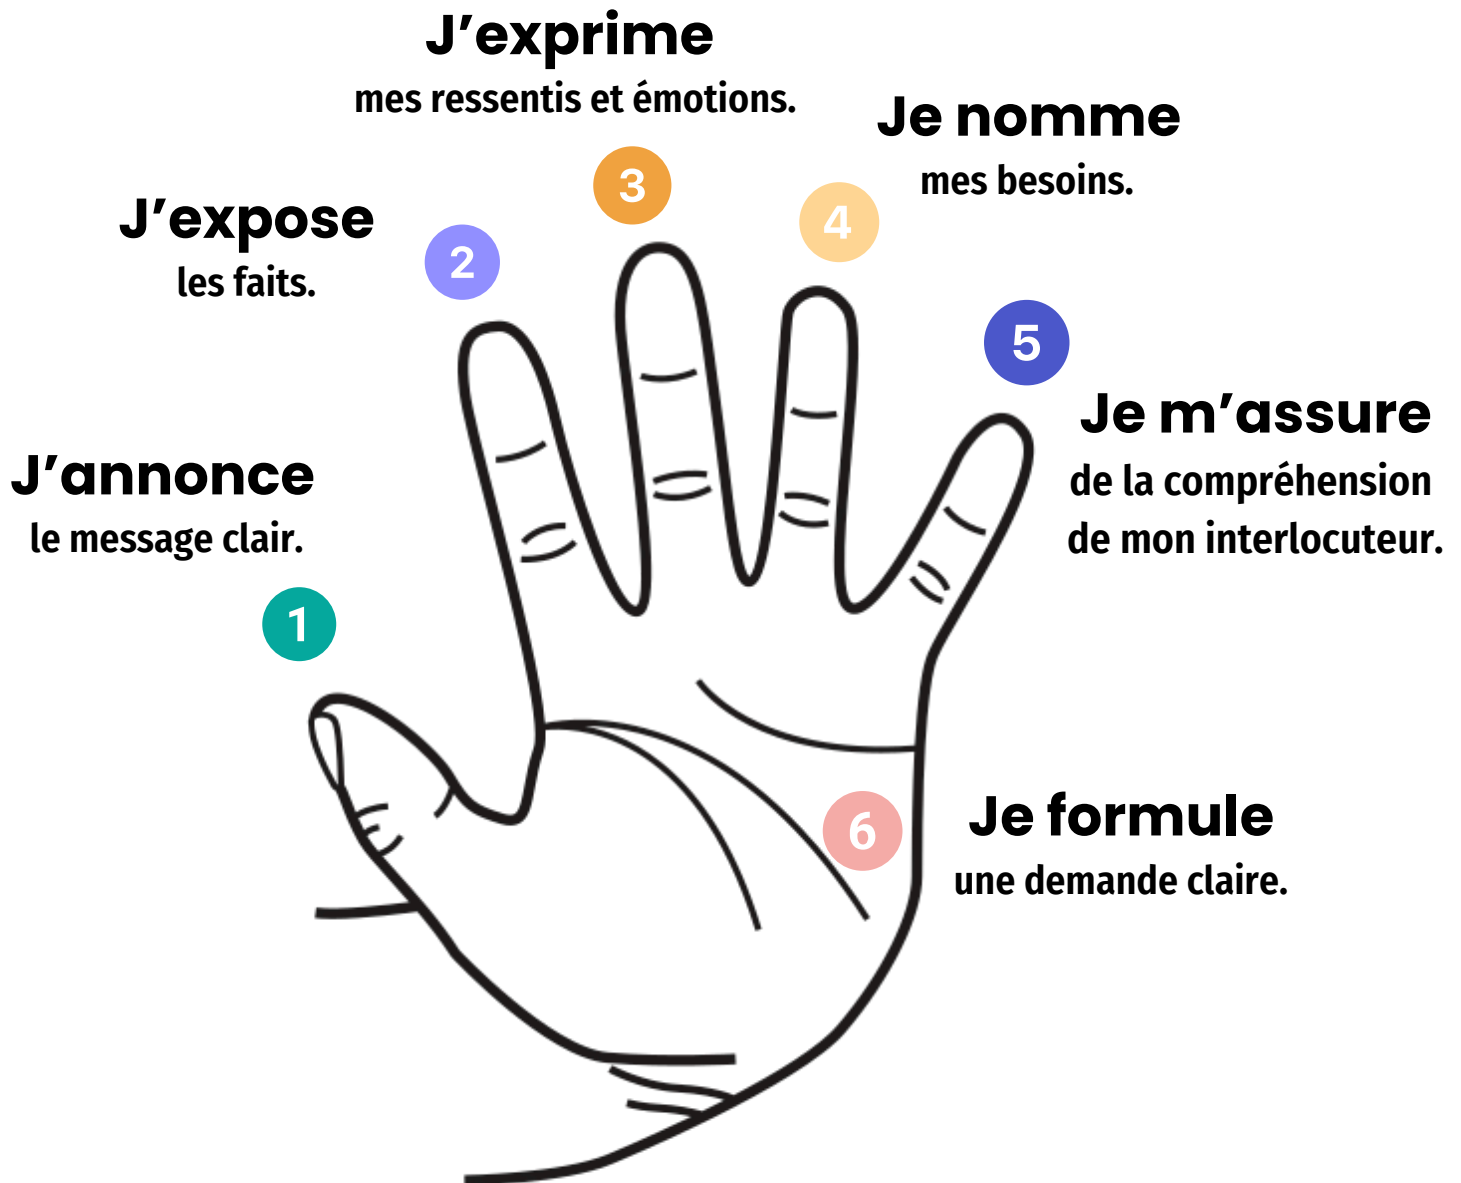 1
J’annonce
le message clair.
2
J’expose
les faits.
3
J’exprime
mes ressentis et émotions.
4
Je nomme
mes besoins.
5
Je m’assure
de la compréhension
de mon interlocuteur.
6
Je formule
une demande claire.